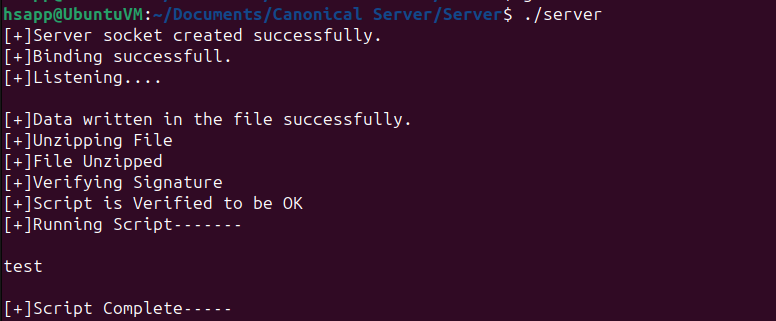 hsapp@UbuntuVM:~/Documents/Canonical Server/Server$ ./server
[+]Server socket created successfully.
[+]Binding successfull.
[+]Listening....
[+]Data written in the file successfully.
[+]Unzipping File
[+]File Unzipped
[+]Verifying Signature
[+]Script is Verified to be OK
[+]Running Script-------
test
[+]Script Complete-----